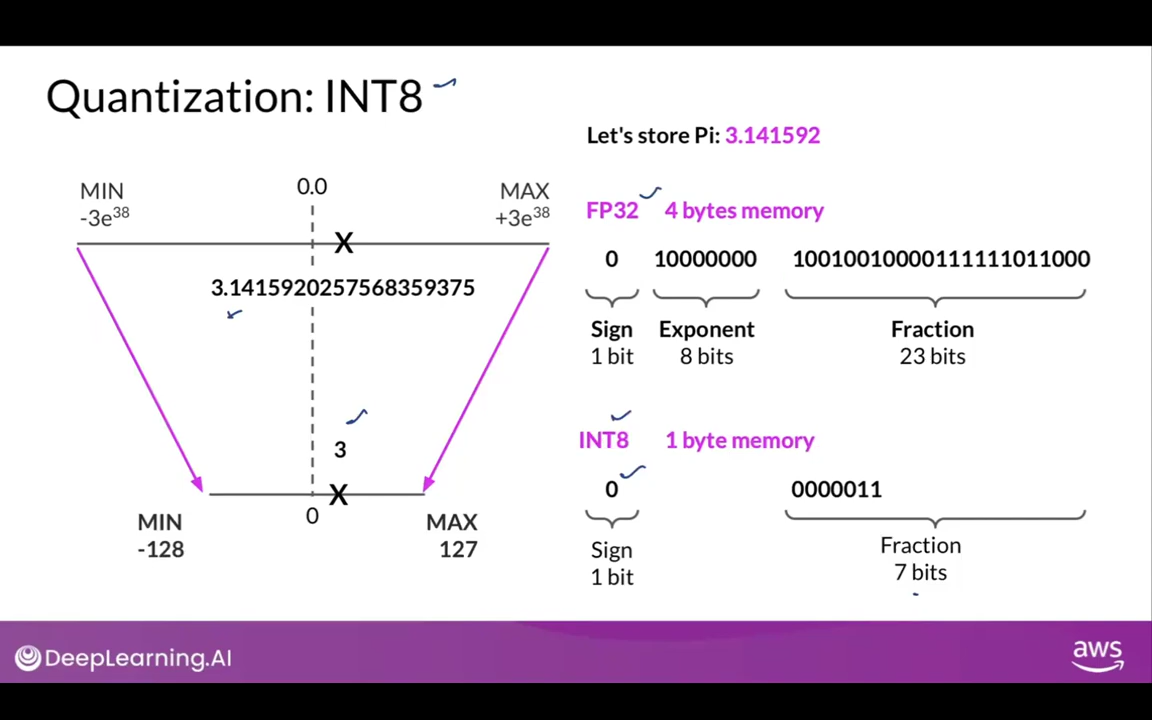 Quantization: INT8
Let's store Pi: 3.141592
MIN
-3e³⁸
0.0
MAX
+3e³⁸
X
3.1415920257568359375
3
X
0
MIN
-128
MAX
127
FP32 4 bytes memory
0 10000000 10010010000111111011000
Sign Exponent Fraction
1 bit 8 bits 23 bits
INT8 1 byte memory
0 0000011
Sign
1 bit
Fraction
7 bits
DeepLearning.AI
aws